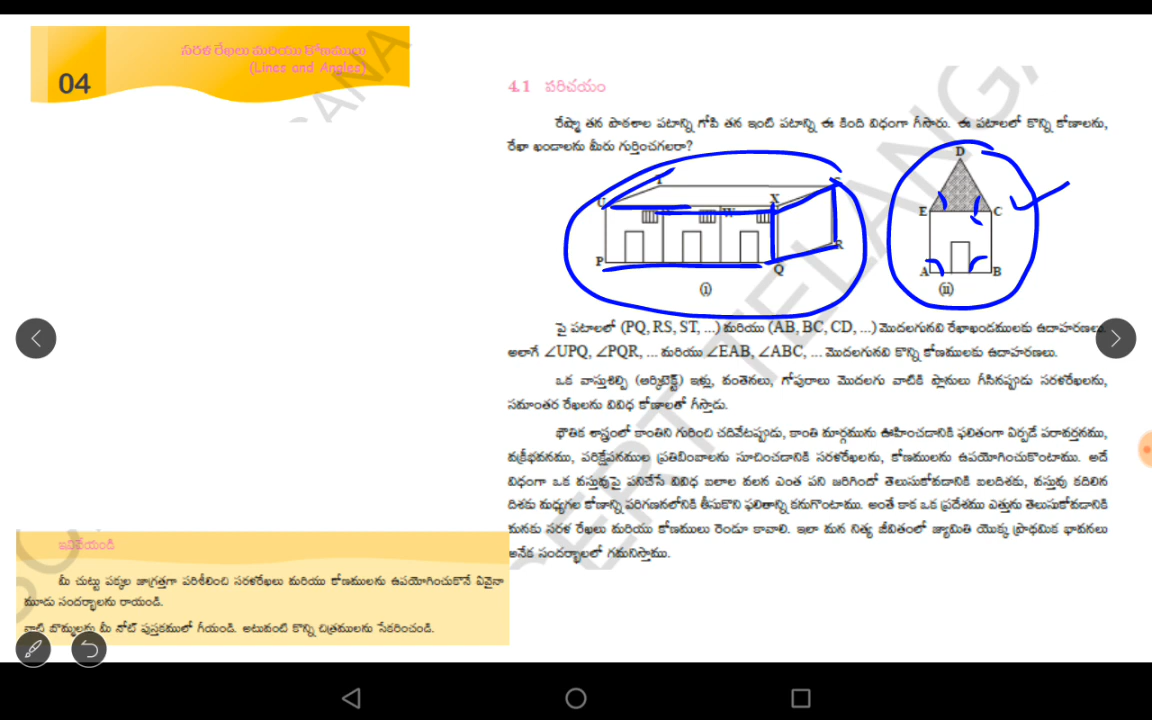 సరళ రేఖలు మరియు కోణములు
(Lines and Angles)
04
4.1 పరిచయం
రేష్మా తన పాఠశాల పటాన్ని గోపి తన ఇంటి పటాన్ని ఈ కింది విధంగా గీసారు. ఈ పటాలలో కొన్ని కోణాలను,
రేఖా ఖండాలను మీరు గుర్తించగలరా?
D
T
S
U
X
V
W
E
C
P
Q
R
A
B
(i)
(ii)
పై పటాలలో (PQ, RS, ST, ...) మరియు (AB, BC, CD, ...) మొదలగునవి రేఖాఖండములకు ఉదాహరణలు.
అలాగే ∠UPQ, ∠PQR, ... మరియు ∠EAB, ∠ABC, ... మొదలగునవి కొన్ని కోణములకు ఉదాహరణలు.
ఒక వాస్తుశిల్పి (ఆర్కిటెక్ట్) ఇళ్లు, వంతెనలు, గోపురాలు మొదలగు వాటికి ప్లానులు గీసినప్పుడు సరళరేఖలను,
సమాంతర రేఖలను వివిధ కోణాలతో గీస్తాడు.
భౌతిక శాస్త్రంలో కాంతిని గురించి చదివేటప్పుడు, కాంతి మార్గమును ఊహించడానికి ఫలితంగా ఏర్పడే పరావర్తనము,
వక్రీభవనము, పరిక్షేపనముల ప్రతిబింబాలను సూచించడానికి సరళరేఖలను, కోణములను ఉపయోగించుకొంటాము. అదే
విధంగా ఒక వస్తువుపై పనిచేసే వివిధ బలాల వలన ఎంత పని జరిగిందో తెలుసుకోవడానికి బలదిశకు, వస్తువు కదిలిన
దిశకు మధ్యగల కోణాన్ని పరిగణనలోనికి తీసుకొని ఫలితాన్ని కనుగొంటాము. అంతే కాక ఒక ప్రదేశము ఎత్తును తెలుసుకోవడానికి
మనకు సరళ రేఖలు మరియు కోణములు రెండూ కావాలి. ఇలా మన నిత్య జీవితంలో జ్యామితి యొక్క ప్రాథమిక భావనలు
అనేక సందర్భాలలో గమనిస్తాము.
ఇవిచేయండి
మీ చుట్టు పక్కల జాగ్రత్తగా పరిశీలించి సరళరేఖలు మరియు కోణములను ఉపయోగించుకొనే ఏవైనా
మూడు సందర్భాలను రాయండి.
వాటి బొమ్మలను మీ నోట్ పుస్తకములో గీయండి. అటువంటి కొన్ని చిత్రములను సేకరించండి.